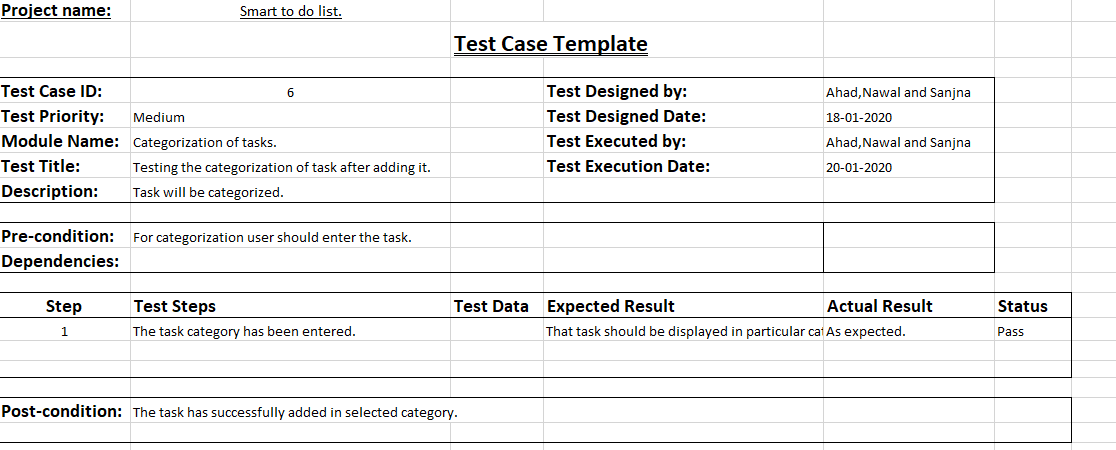 Project name: Smart to do list.
Test Case Template
Test Case ID: 6 Test Designed by: Ahad,Nawal and Sanjna
Test Priority: Medium Test Designed Date: 18-01-2020
Module Name: Categorization of tasks. Test Executed by: Ahad,Nawal and Sanjna
Test Title: Testing the categorization of task after adding it. Test Execution Date: 20-01-2020
Description: Task will be categorized.
Pre-condition: For categorization user should enter the task.
Dependencies:
Step Test Steps Test Data Expected Result Actual Result Status
1 The task category has been entered. That task should be displayed in particular cat As expected. Pass
Post-condition: The task has successfully added in selected category.